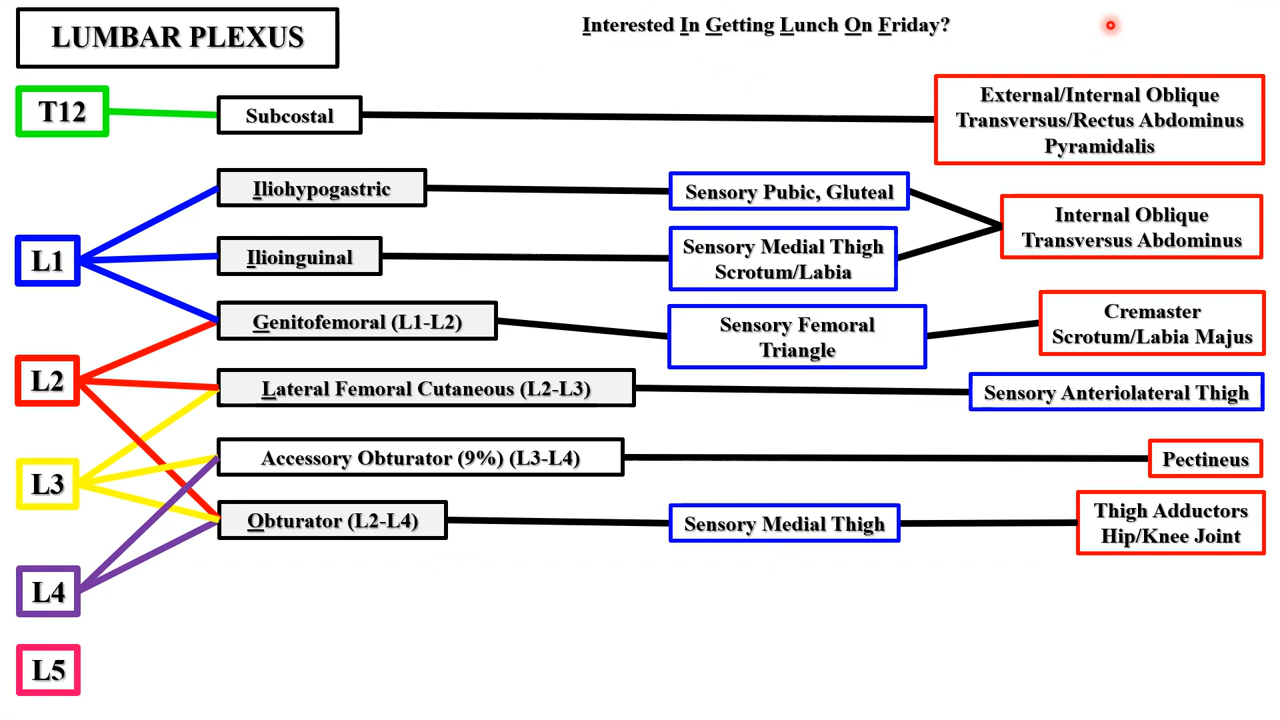 LUMBAR PLEXUS
Interested In Getting Lunch On Friday?
T12
Subcostal
External/Internal Oblique
Transversus/Rectus Abdominus
Pyramidalis
L1
Iliohypogastric
Sensory Pubic, Gluteal
Internal Oblique
Transversus Abdominus
Ilioinguinal
Sensory Medial Thigh
Scrotum/Labia
Genitofemoral (L1-L2)
Sensory Femoral
Triangle
Cremaster
Scrotum/Labia Majus
L2
Lateral Femoral Cutaneous (L2-L3)
Sensory Anteriolateral Thigh
L3
Accessory Obturator (9%) (L3-L4)
Pectineus
Obturator (L2-L4)
Sensory Medial Thigh
Thigh Adductors
Hip/Knee Joint
L4
L5